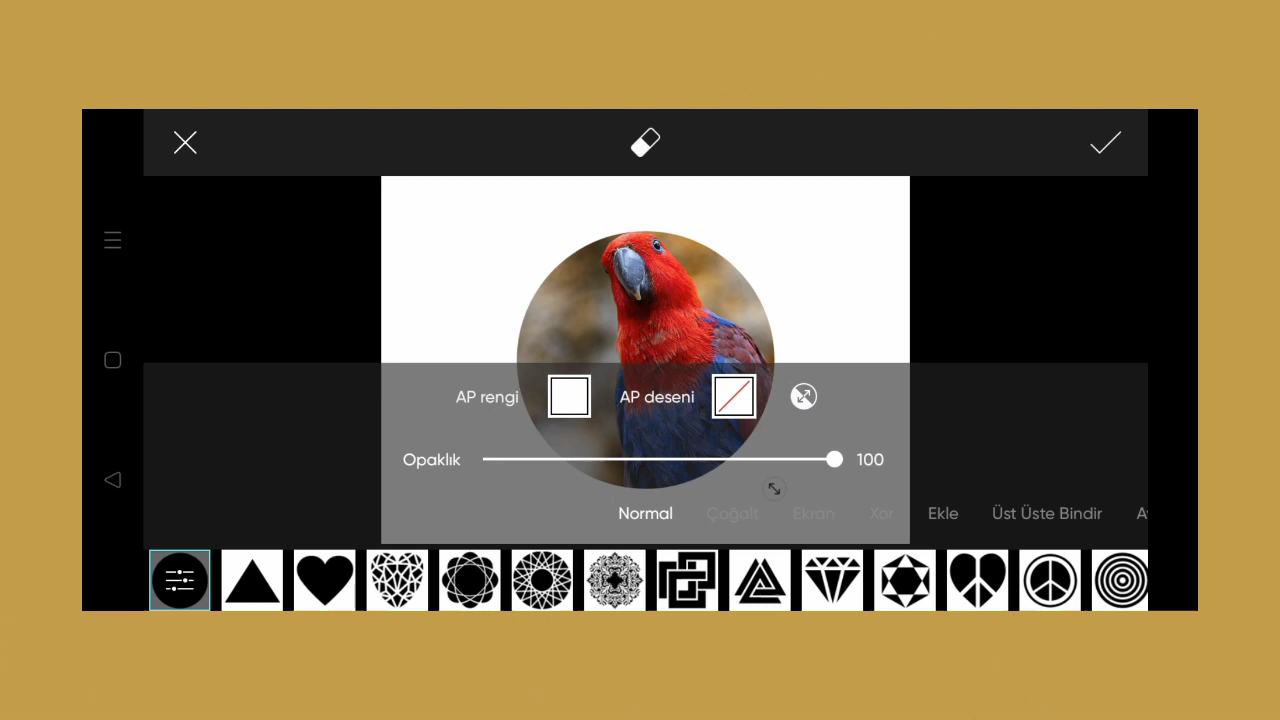 AP rengi AP deseni
Opaklık 100
Normal Çoğalt Ekran Xor Ekle Üst Üste Bindir